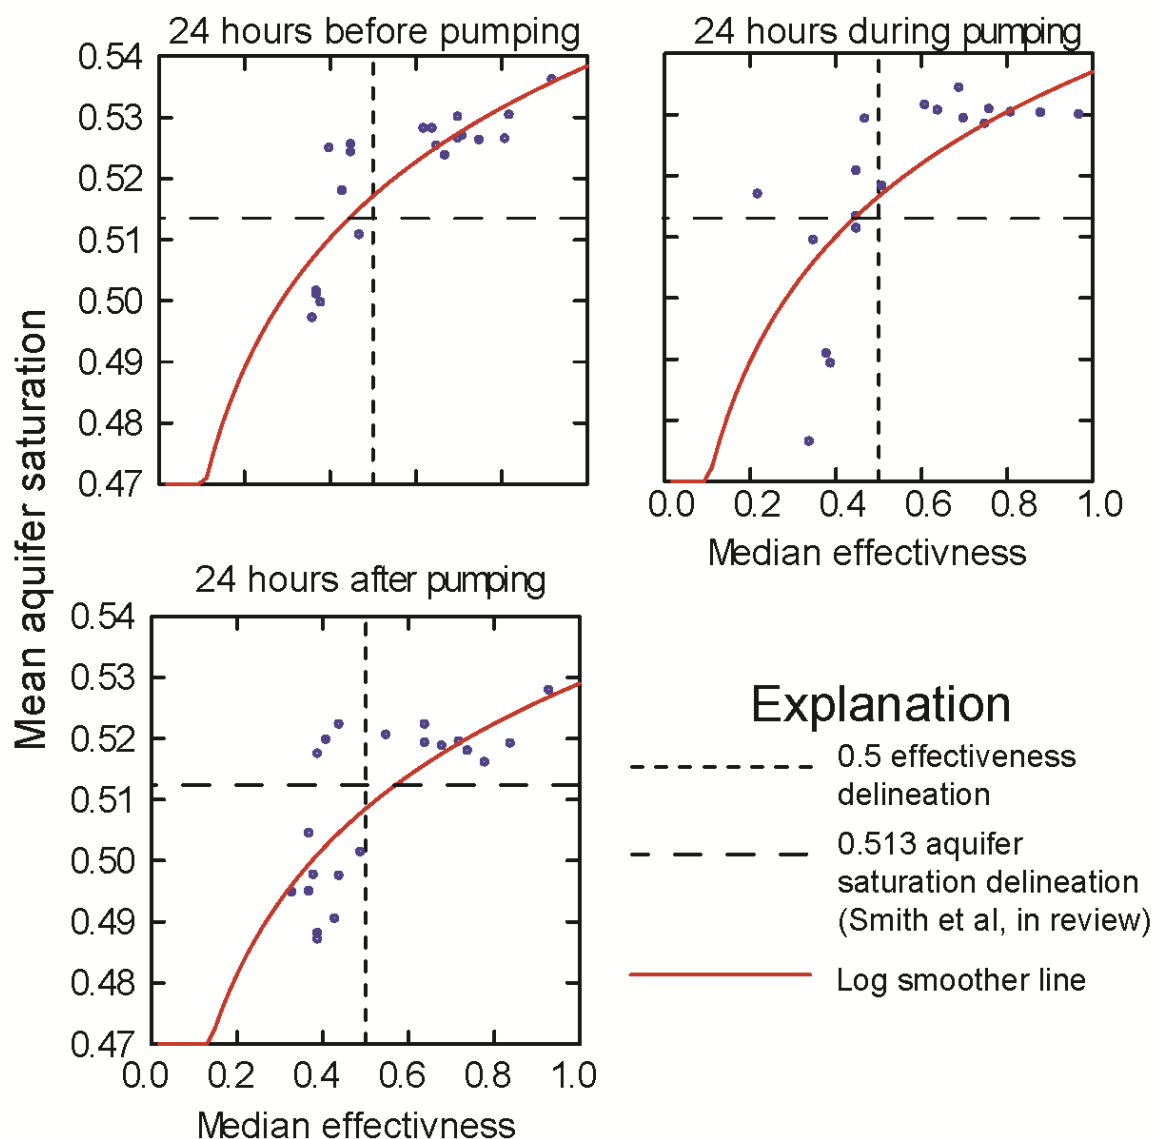 24 hours before pumping
0.54
0.53
0.52
0.51
0.50
0.49
0.48
0.47
24 hours during pumping
0.0 0.2 0.4 0.6 0.8 1.0
Median effectivness
Mean aquifer saturation
24 hours after pumping
0.54
0.53
0.52
0.51
0.50
0.49
0.48
0.47
0.0 0.2 0.4 0.6 0.8 1.0
Median effectivness
Explanation
0.5 effectiveness
delineation
0.513 aquifer
saturation delineation
(Smith et al, in review)
Log smoother line